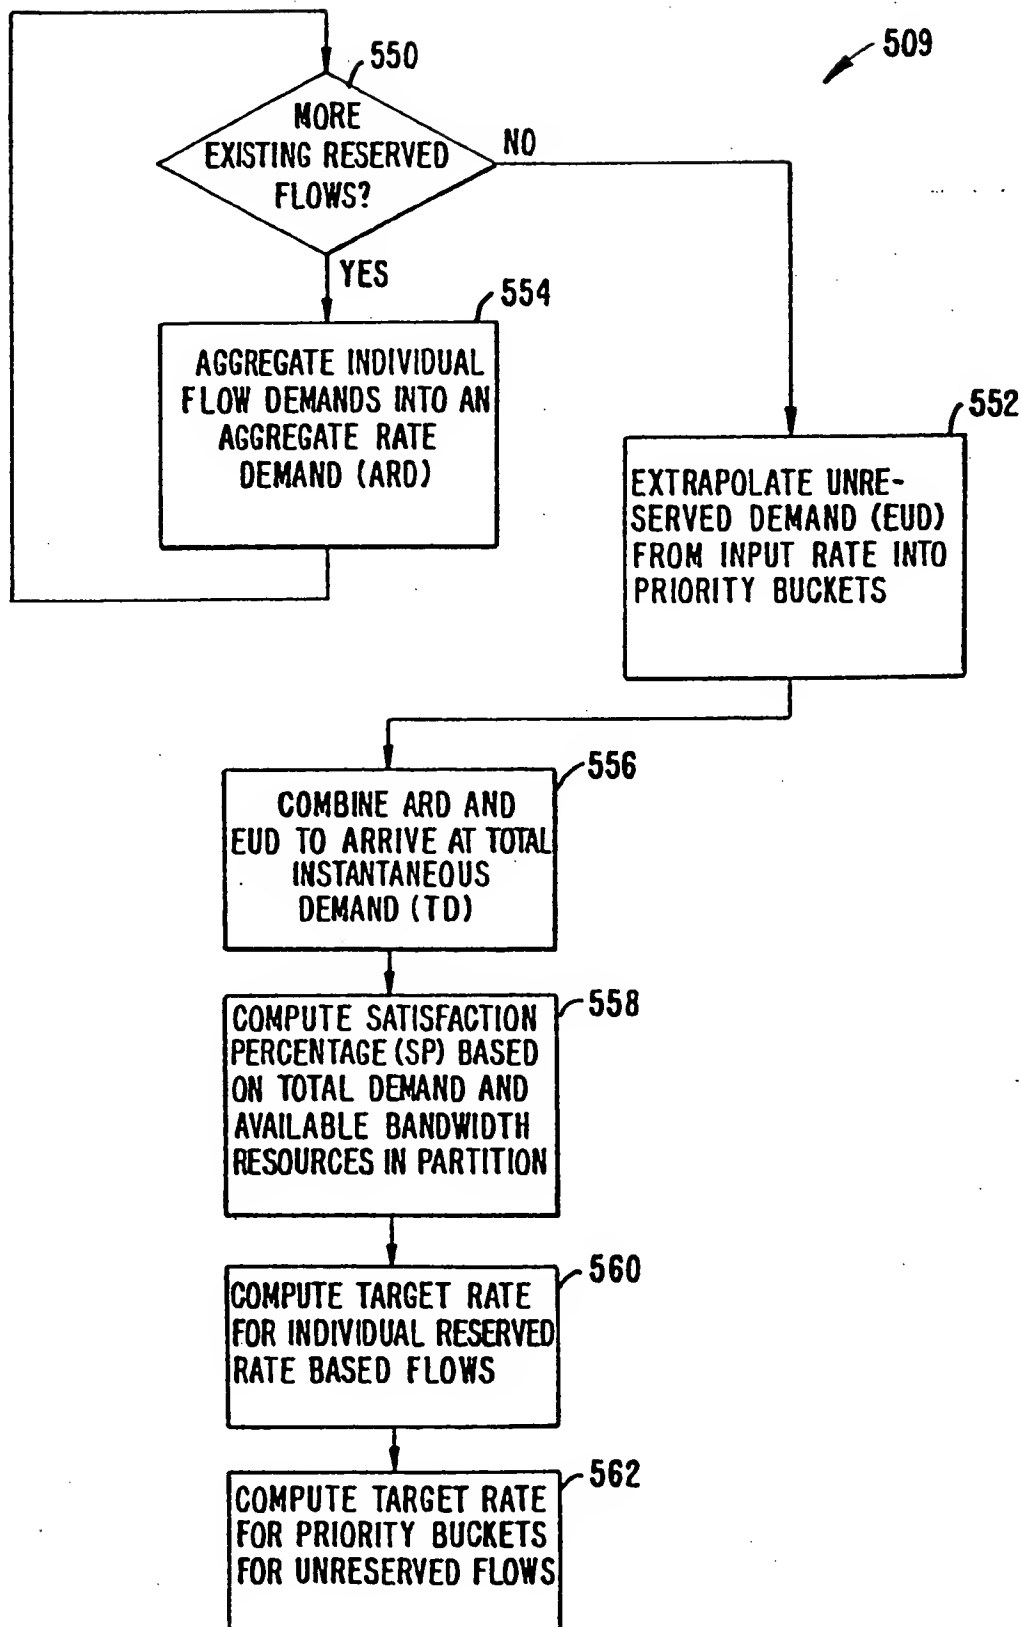 509
550
MORE
EXISTING RESERVED
FLOWS?
NO
YES
554
AGGREGATE INDIVIDUAL
FLOW DEMANDS INTO AN
AGGREGATE RATE
DEMAND (ARD)
552
EXTRAPOLATE UNRE-
SERVED DEMAND (EUD)
FROM INPUT RATE INTO
PRIORITY BUCKETS
556
COMBINE ARD AND
EUD TO ARRIVE AT TOTAL
INSTANTANEOUS
DEMAND (TD)
558
COMPUTE SATISFACTION
PERCENTAGE (SP) BASED
ON TOTAL DEMAND AND
AVAILABLE BANDWIDTH
RESOURCES IN PARTITION
560
COMPUTE TARGET RATE
FOR INDIVIDUAL RESERVED
RATE BASED FLOWS
562
COMPUTE TARGET RATE
FOR PRIORITY BUCKETS
FOR UNRESERVED FLOWS